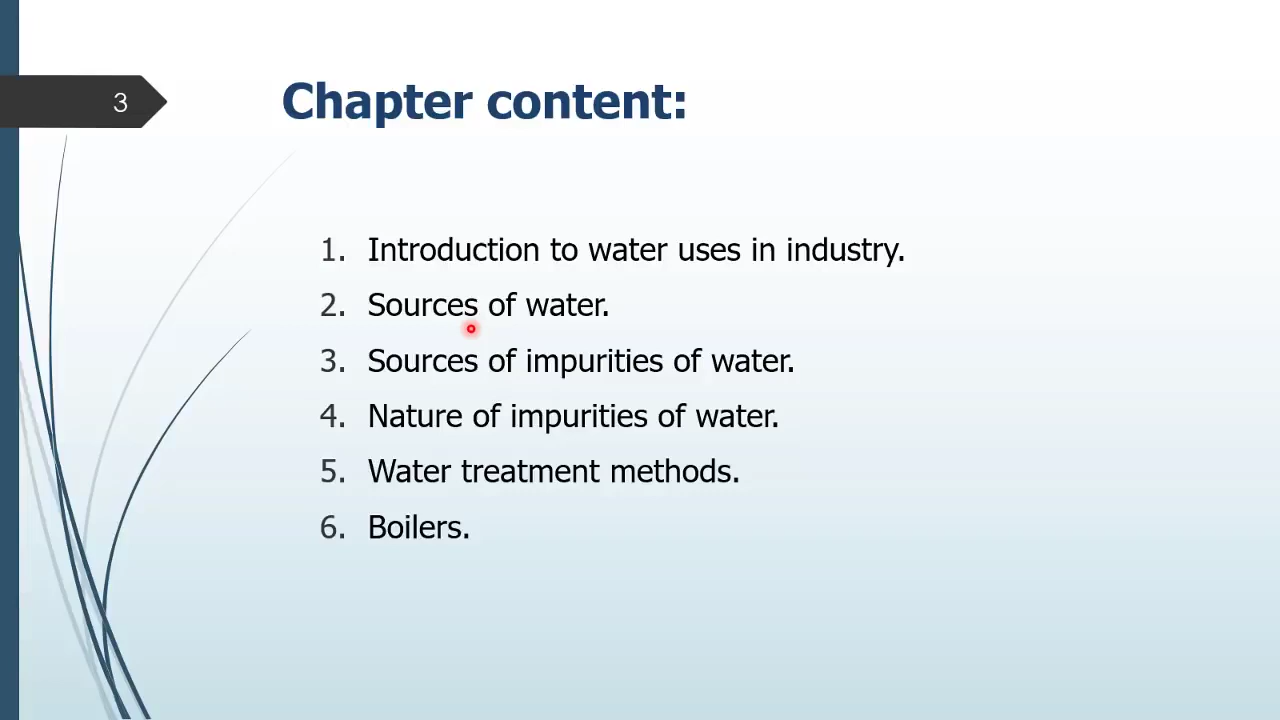 3
Chapter content:
1. Introduction to water uses in industry.
2. Sources of water.
3. Sources of impurities of water.
4. Nature of impurities of water.
5. Water treatment methods.
6. Boilers.